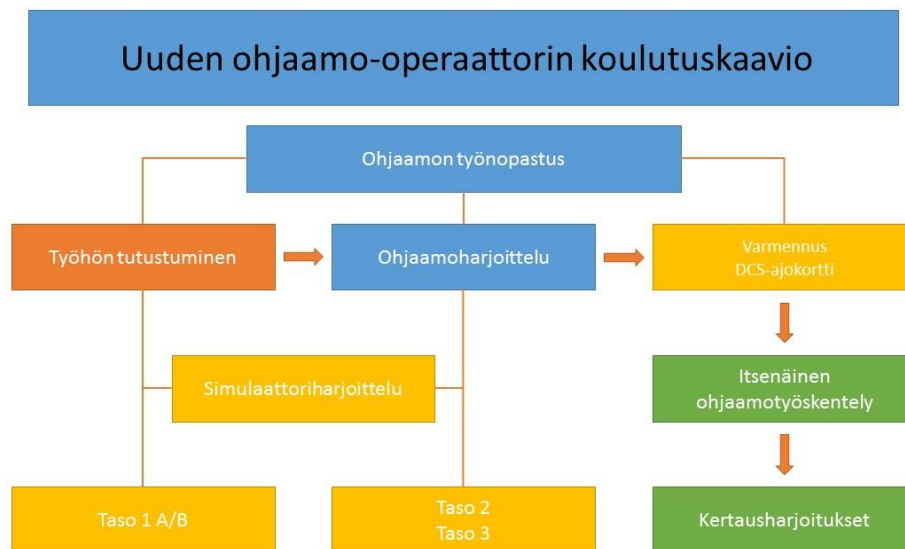 Uuden ohjaamo-operaattorin koulutuskaavio
Ohjaamon työnopastus
Työhön tutustuminen
Ohjaamoharjoittelu
Varmennus
DCS-ajokortti
Simulaattoriharjoittelu
Itsenäinen
ohjaamotyöskentely
Taso 1 A/B
Taso 2
Taso 3
Kertausharjoitukset